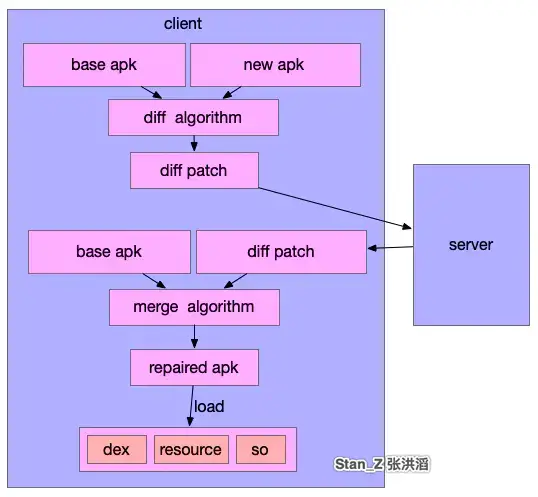 client
base apk
new apk
diff algorithm
diff patch
server
base apk
diff patch
merge algorithm
repaired apk
load
dex
resource
so
Stan_Z 张洪滔